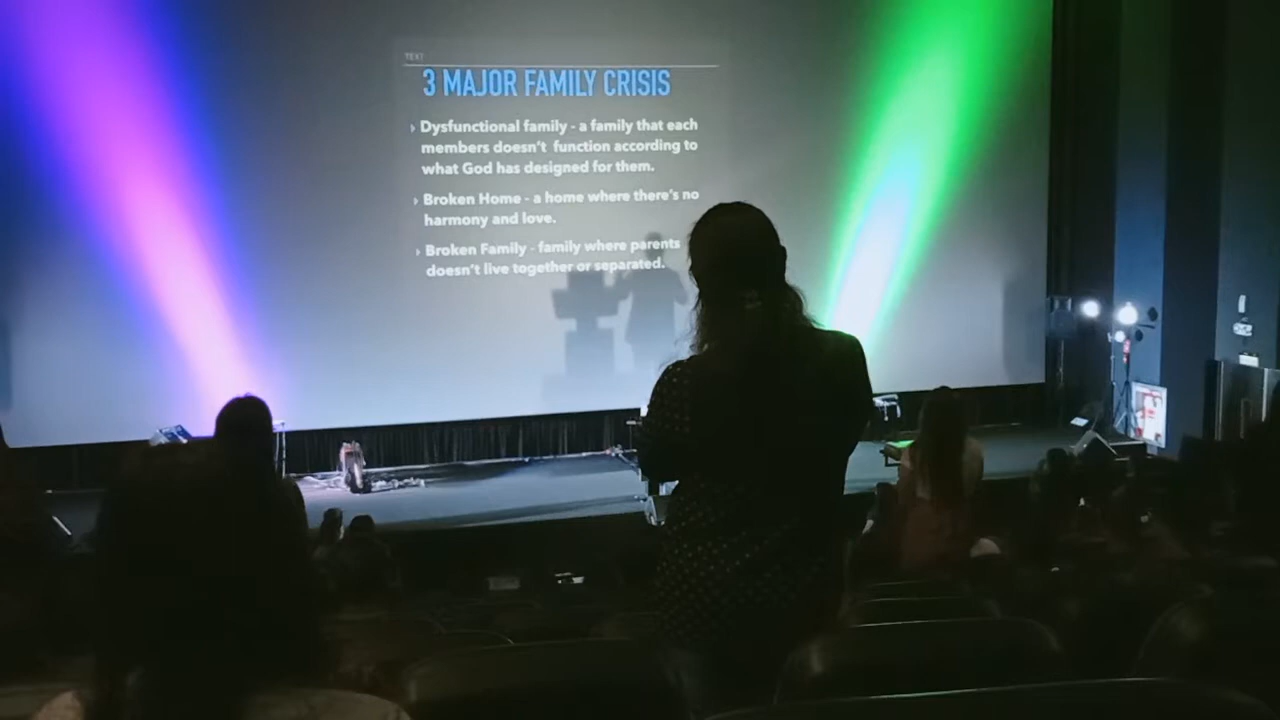 TEXT
3 MAJOR FAMILY CRISIS
› Dysfunctional family - a family that each
members doesn't function according to
what God has designed for them.
› Broken Home - a home where there's no
harmony and love.
› Broken Family - family where parents
doesn't live together or separated.